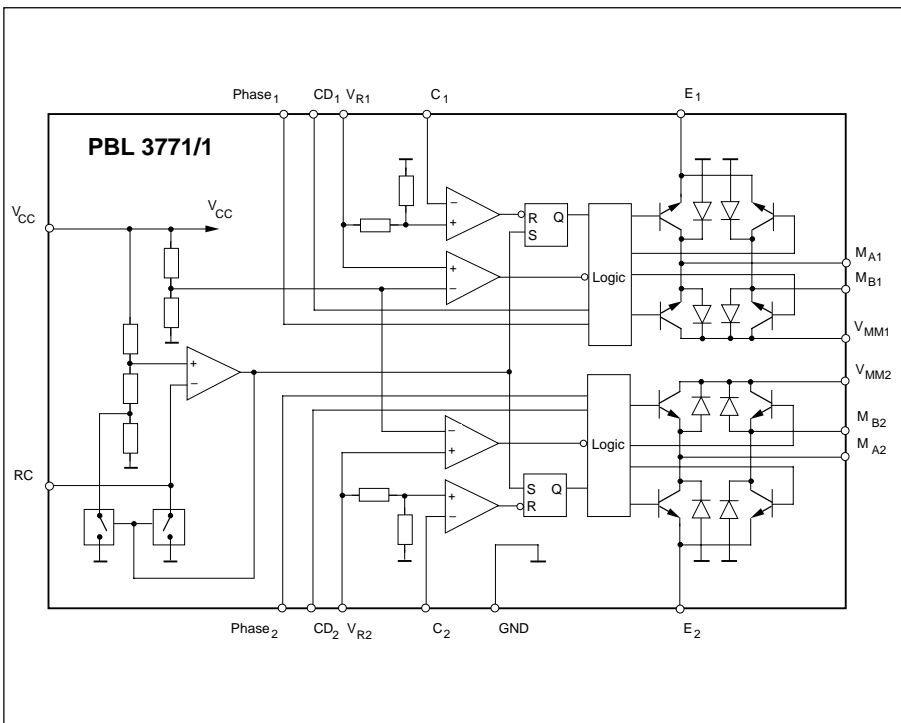 Phase1 CD1 VR1 C1 E1
PBL 3771/1
VCC VCC
R Q
S
Logic
MA1
MB1
VMM1
VMM2
MB2
MA2
Logic
S Q
R
RC
+
−
+
−
+
−
+
−
+
−
Phase2 CD2 VR2 C2 GND E2